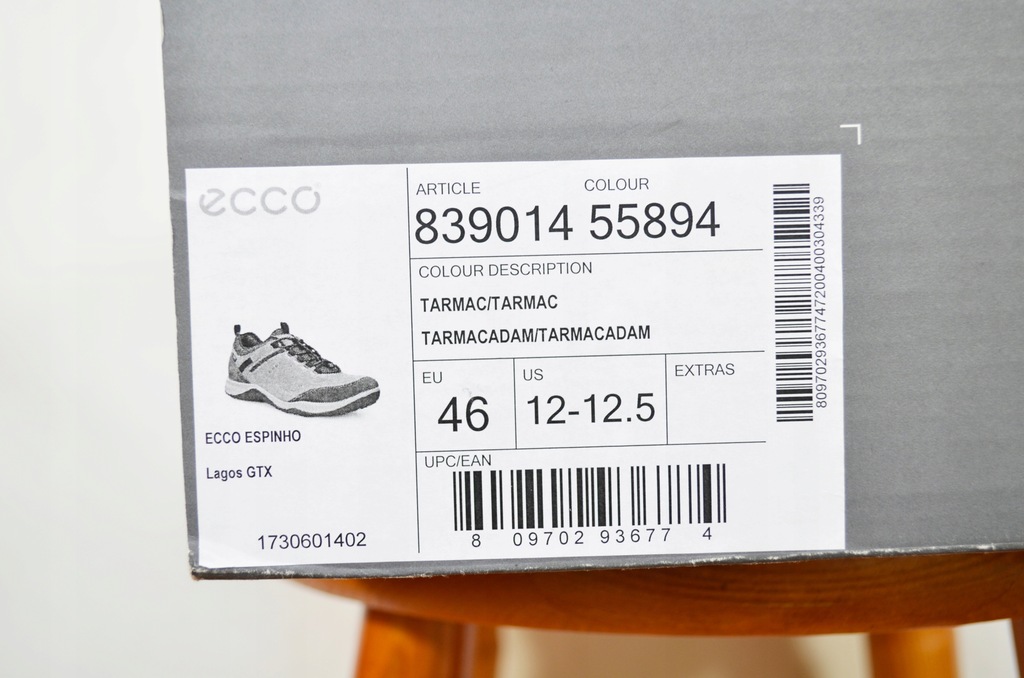 ecco
ECCO ESPINHO
Lagos GTX
1730601402
ARTICLE COLOUR
839014 55894
COLOUR DESCRIPTION
TARMAC/TARMAC
TARMACADAM/TARMACADAM
EU US EXTRAS
46 12-12.5
UPC/EAN
8 09702 93677 4
8097029367747200400304339